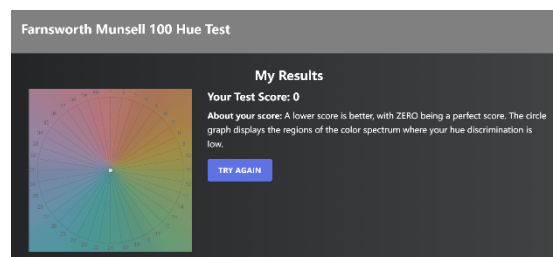 Farnsworth Munsell 100 Hue Test
My Results
Your Test Score: 0
About your score: A lower score is better, with ZERO being a perfect score. The circle
graph displays the regions of the color spectrum where your hue discrimination is
low.
TRY AGAIN